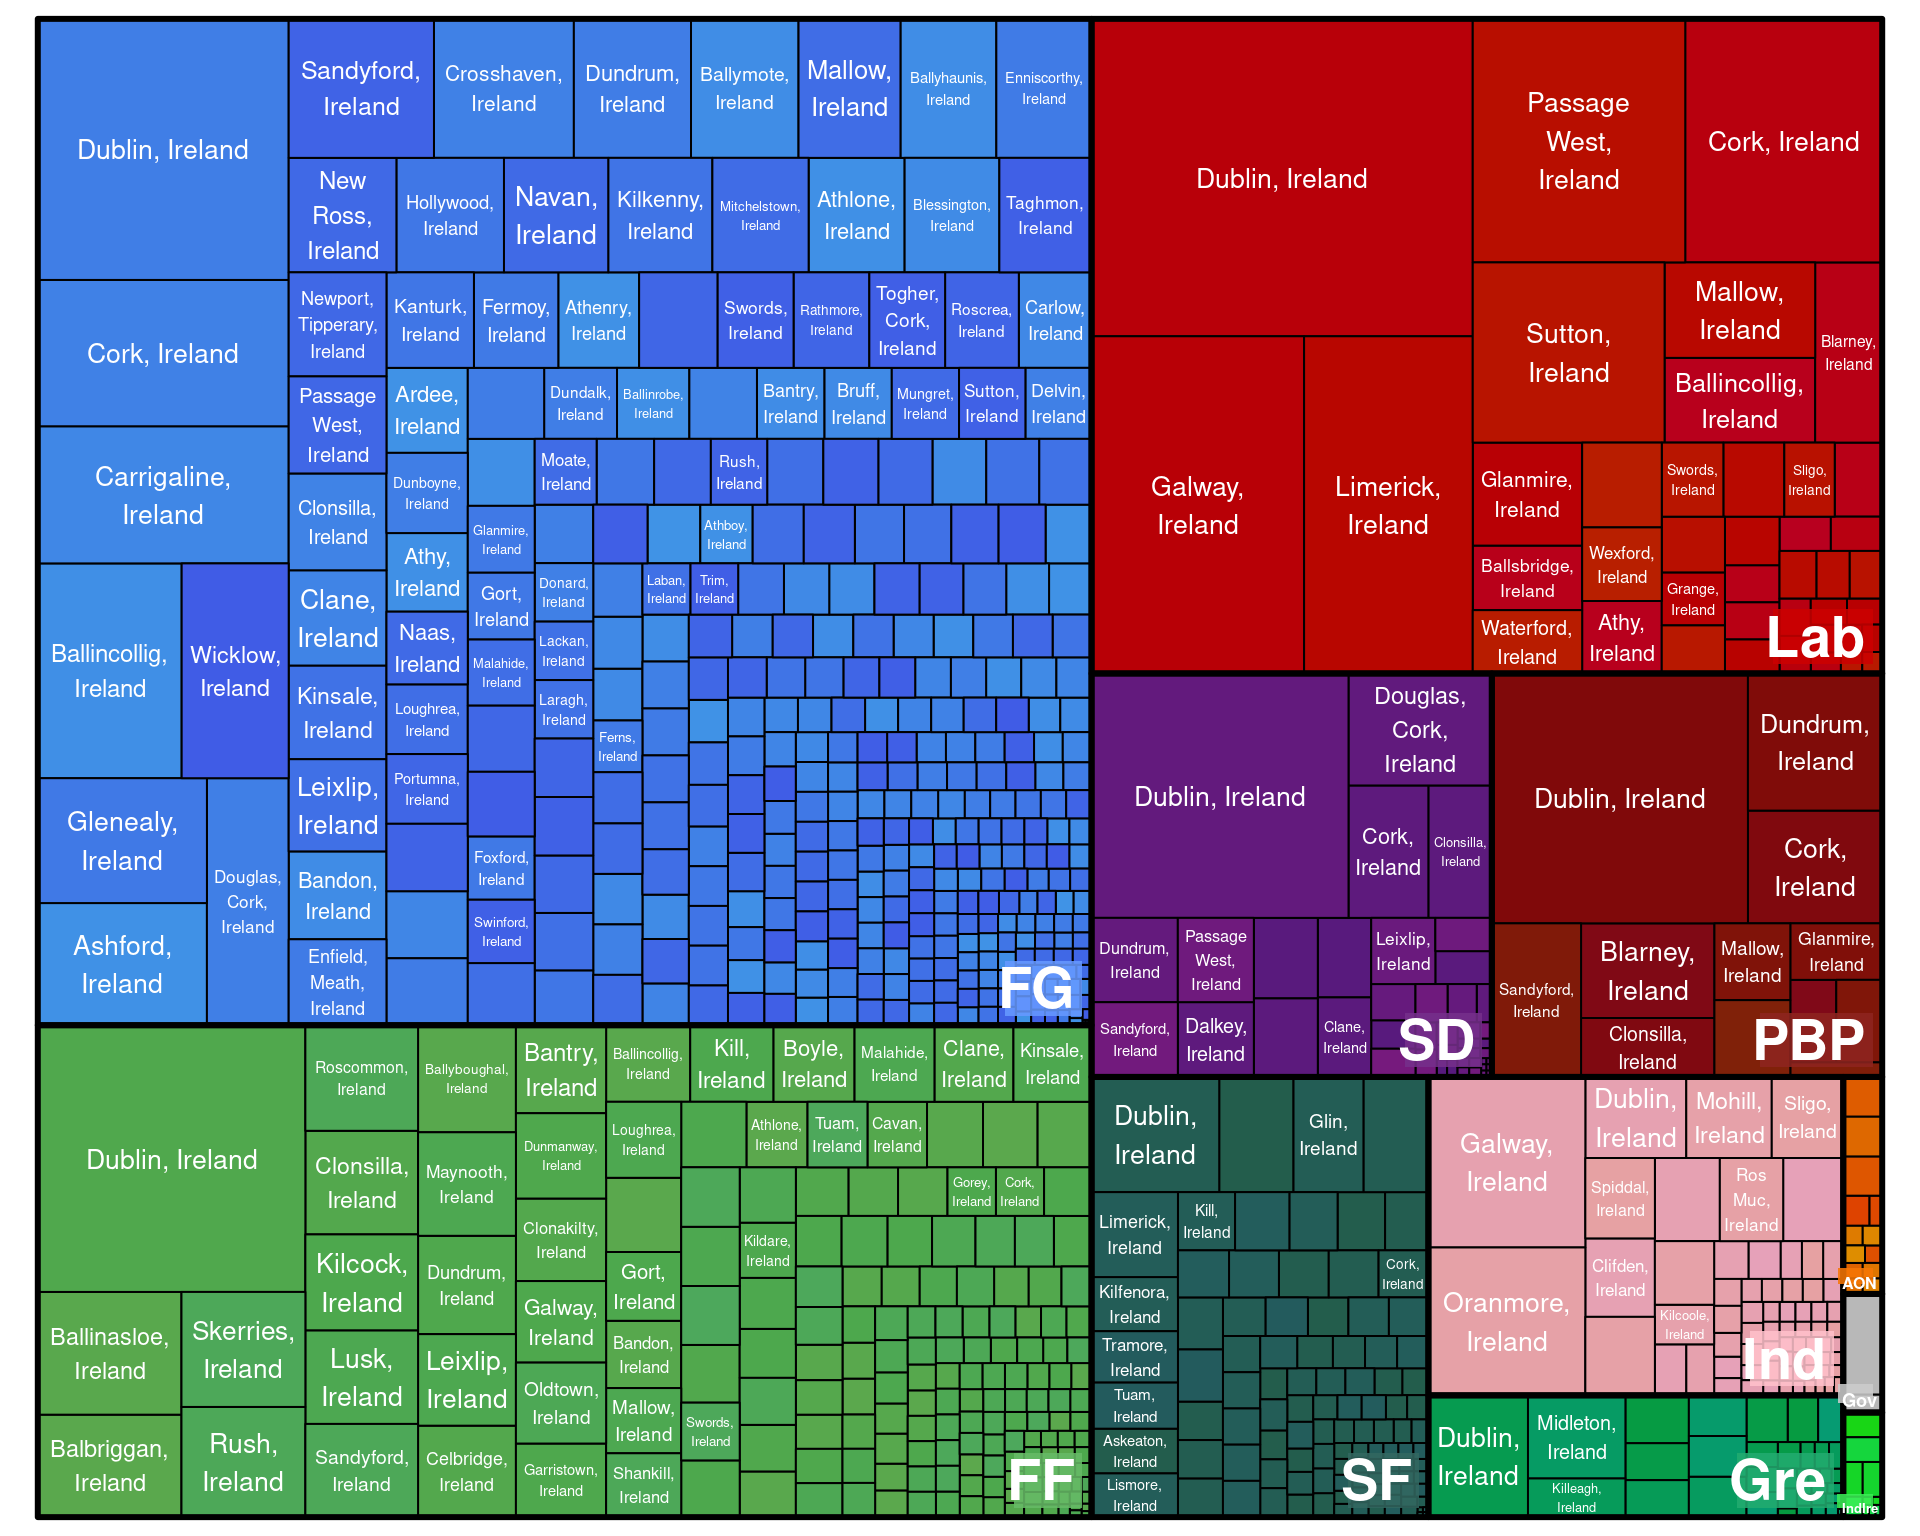 Dublin, Ireland
Cork, Ireland
Carrigaline,
Ireland
Ballincollig,
Ireland
Wicklow,
Ireland
Glenealy,
Ireland
Ashford,
Ireland
Douglas,
Cork,
Ireland
Sandyford,
Ireland
Crosshaven,
Ireland
Dundrum,
Ireland
Ballymote,
Ireland
Mallow,
Ireland
Ballyhaunis,
Ireland
Enniscorthy,
Ireland
New
Ross,
Ireland
Hollywood,
Ireland
Navan,
Ireland
Kilkenny,
Ireland
Mitchelstown,
Ireland
Athlone,
Ireland
Blessington,
Ireland
Taghmon,
Ireland
Newport,
Tipperary,
Ireland
Kanturk,
Ireland
Fermoy,
Ireland
Athenry,
Ireland
Swords,
Ireland
Rathmore,
Ireland
Togher,
Cork,
Ireland
Roscrea,
Ireland
Carlow,
Ireland
Passage
West,
Ireland
Ardee,
Ireland
Dundalk,
Ireland
Ballinrobe,
Ireland
Bantry,
Ireland
Bruff,
Ireland
Mungret,
Ireland
Sutton,
Ireland
Delvin,
Ireland
Clonsilla,
Ireland
Dunboyne,
Ireland
Moate,
Ireland
Rush,
Ireland
Glanmire,
Ireland
Athboy,
Ireland
Clane,
Ireland
Athy,
Ireland
Gort,
Ireland
Donard,
Ireland
Laban,
Ireland
Trim,
Ireland
Naas,
Ireland
Malahide,
Ireland
Lackan,
Ireland
Kinsale,
Ireland
Loughrea,
Ireland
Laragh,
Ireland
Ferns,
Ireland
Leixlip,
Ireland
Portumna,
Ireland
Bandon,
Ireland
Foxford,
Ireland
Enfield,
Meath,
Ireland
Swinford,
Ireland
FG
Dublin, Ireland
Passage
West,
Ireland
Cork, Ireland
Galway,
Ireland
Limerick,
Ireland
Sutton,
Ireland
Mallow,
Ireland
Ballincollig,
Ireland
Blarney,
Ireland
Glanmire,
Ireland
Swords,
Ireland
Sligo,
Ireland
Ballsbridge,
Ireland
Wexford,
Ireland
Grange,
Ireland
Waterford,
Ireland
Athy,
Ireland
Lab
Dublin, Ireland
Douglas,
Cork,
Ireland
Cork,
Ireland
Clonsilla,
Ireland
Dundrum,
Ireland
Passage
West,
Ireland
Leixlip,
Ireland
Sandyford,
Ireland
Dalkey,
Ireland
Clane,
Ireland
SD
Dublin, Ireland
Dundrum,
Ireland
Cork,
Ireland
Sandyford,
Ireland
Blarney,
Ireland
Clonsilla,
Ireland
Mallow,
Ireland
Glanmire,
Ireland
PBP
Dublin, Ireland
Ballinasloe,
Ireland
Skerries,
Ireland
Balbriggan,
Ireland
Rush,
Ireland
Roscommon,
Ireland
Ballyboughal,
Ireland
Clonsilla,
Ireland
Maynooth,
Ireland
Kilcock,
Ireland
Dundrum,
Ireland
Lusk,
Ireland
Leixlip,
Ireland
Sandyford,
Ireland
Celbridge,
Ireland
Bantry,
Ireland
Ballincollig,
Ireland
Kill,
Ireland
Boyle,
Ireland
Malahide,
Ireland
Clane,
Ireland
Kinsale,
Ireland
Dunmanway,
Ireland
Loughrea,
Ireland
Athlone,
Ireland
Tuam,
Ireland
Cavan,
Ireland
Clonakilty,
Ireland
Gorey,
Ireland
Cork,
Ireland
Kildare,
Ireland
Galway,
Ireland
Gort,
Ireland
Oldtown,
Ireland
Bandon,
Ireland
Mallow,
Ireland
Swords,
Ireland
Garristown,
Ireland
Shankill,
Ireland
FF
Dublin,
Ireland
Glin,
Ireland
Limerick,
Ireland
Kill,
Ireland
Cork,
Ireland
Kilfenora,
Ireland
Tramore,
Ireland
Tuam,
Ireland
Askeaton,
Ireland
Lismore,
Ireland
SF
Galway,
Ireland
Dublin,
Ireland
Mohill,
Ireland
Sligo,
Ireland
Spiddal,
Ireland
Ros
Muc,
Ireland
Oranmore,
Ireland
Clifden,
Ireland
Kilcoole,
Ireland
Ind
AON
Gov
Dublin,
Ireland
Midleton,
Ireland
Killeagh,
Ireland
Gre
IndIre